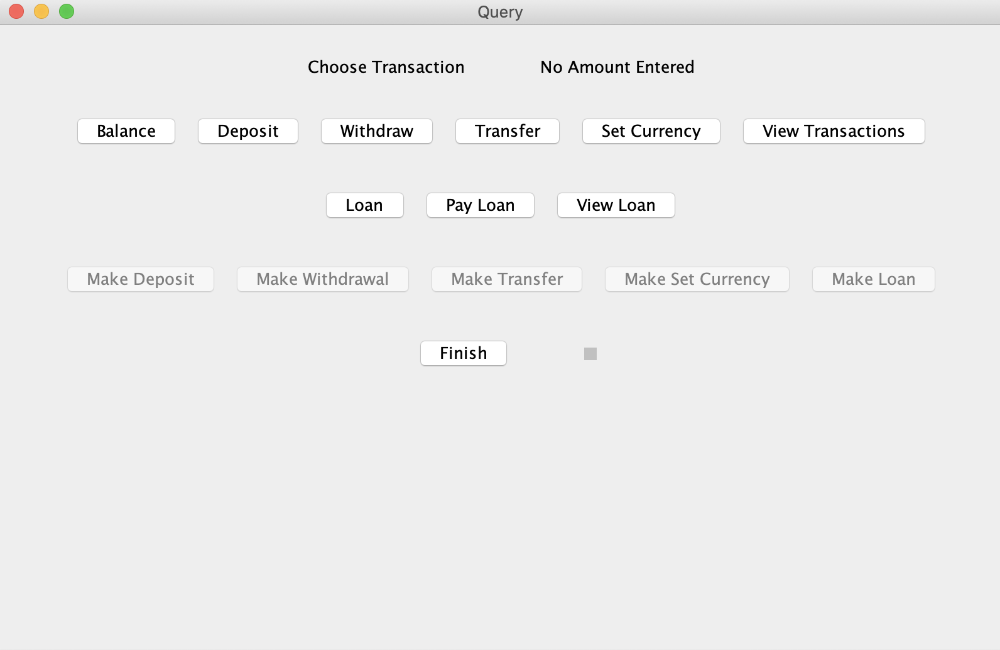 Query
Choose Transaction No Amount Entered
Balance Deposit Withdraw Transfer Set Currency View Transactions
Loan Pay Loan View Loan
Make Deposit Make Withdrawal Make Transfer Make Set Currency Make Loan
Finish